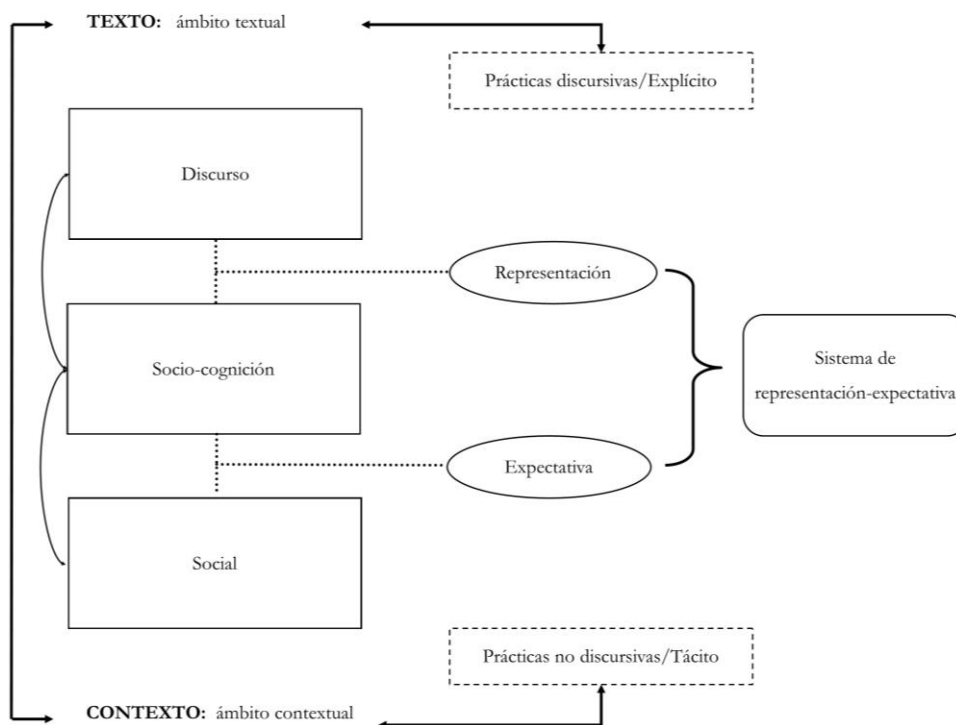 TEXTO: ámbito textual
Prácticas discursivas/Explícito
Discurso
Representación
Socio-cognición
Sistema de
representación-expectativa
Expectativa
Social
Prácticas no discursivas/Tácito
CONTEXTO: ámbito contextual